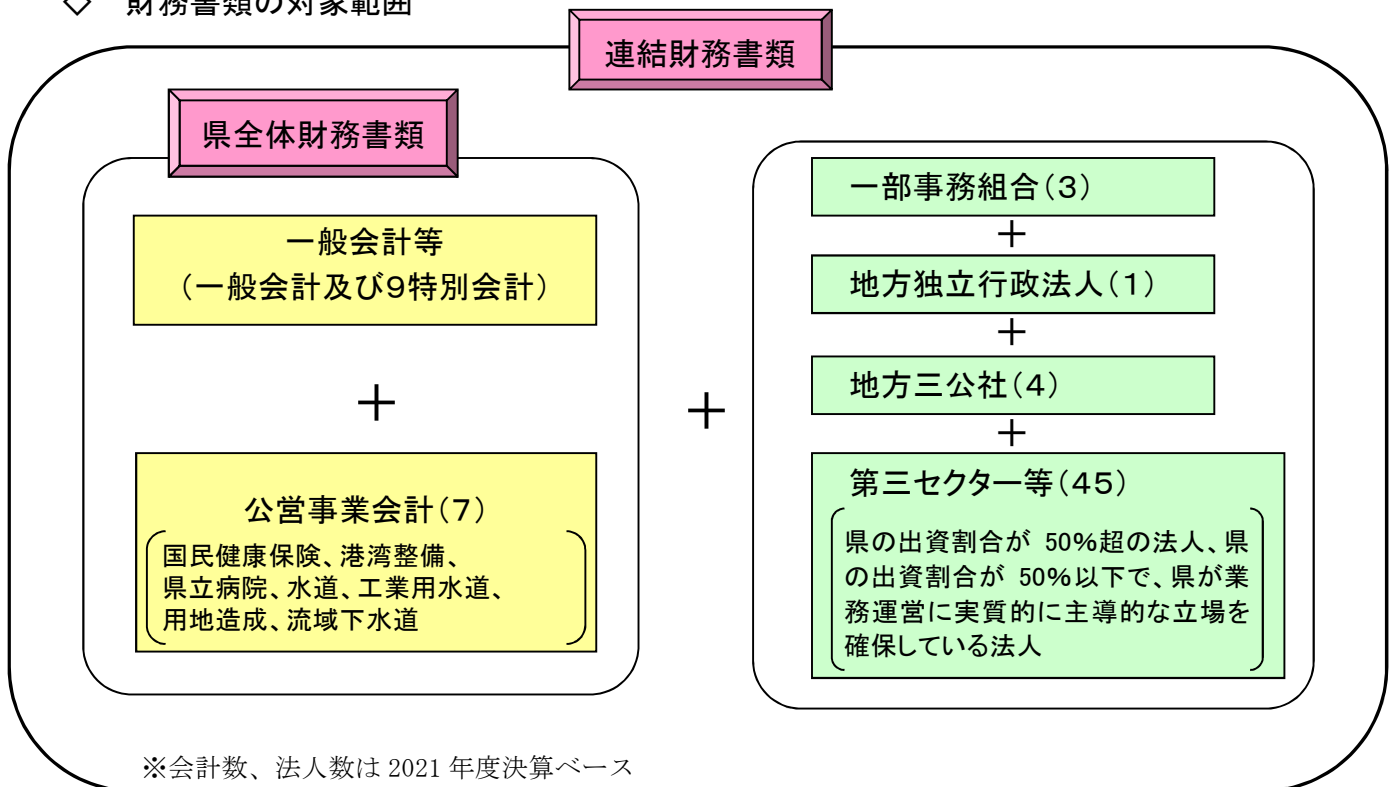 ◇ 財務書類の対象範囲
連結財務書類
県全体財務書類
一般会計等
（一般会計及び９特別会計）
＋
公営事業会計（７）
国民健康保険、港湾整備、
県立病院、水道、工業用水道、
用地造成、流域下水道
＋
一部事務組合（３）
＋
地方独立行政法人（１）
＋
地方三公社（４）
＋
第三セクター等（４５）
県の出資割合が 50％超の法人、県
の出資割合が 50％以下で、県が業
務運営に実質的に主導的な立場を
確保している法人
※会計数、法人数は 2021 年度決算ベース